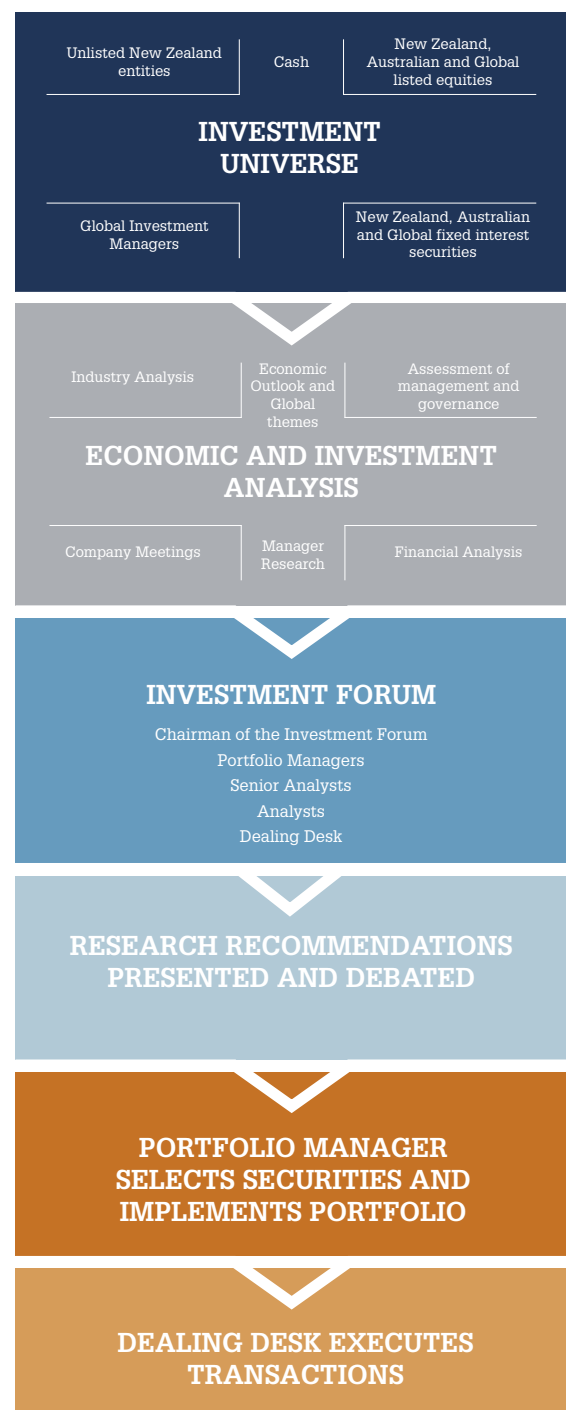 Unlisted New Zealand
entities
Cash
New Zealand,
Australian and Global
listed equities
INVESTMENT
UNIVERSE
Global Investment
Managers
New Zealand, Australian
and Global fixed interest
securities
Industry Analysis
Economic
Outlook and
Global
themes
Assessment of
management and
governance
ECONOMIC AND INVESTMENT
ANALYSIS
Company Meetings
Manager
Research
Financial Analysis
INVESTMENT FORUM
Chairman of the Investment Forum
Portfolio Managers
Senior Analysts
Analysts
Dealing Desk
RESEARCH RECOMMENDATIONS
PRESENTED AND DEBATED
PORTFOLIO MANAGER
SELECTS SECURITIES AND
IMPLEMENTS PORTFOLIO
DEALING DESK EXECUTES
TRANSACTIONS